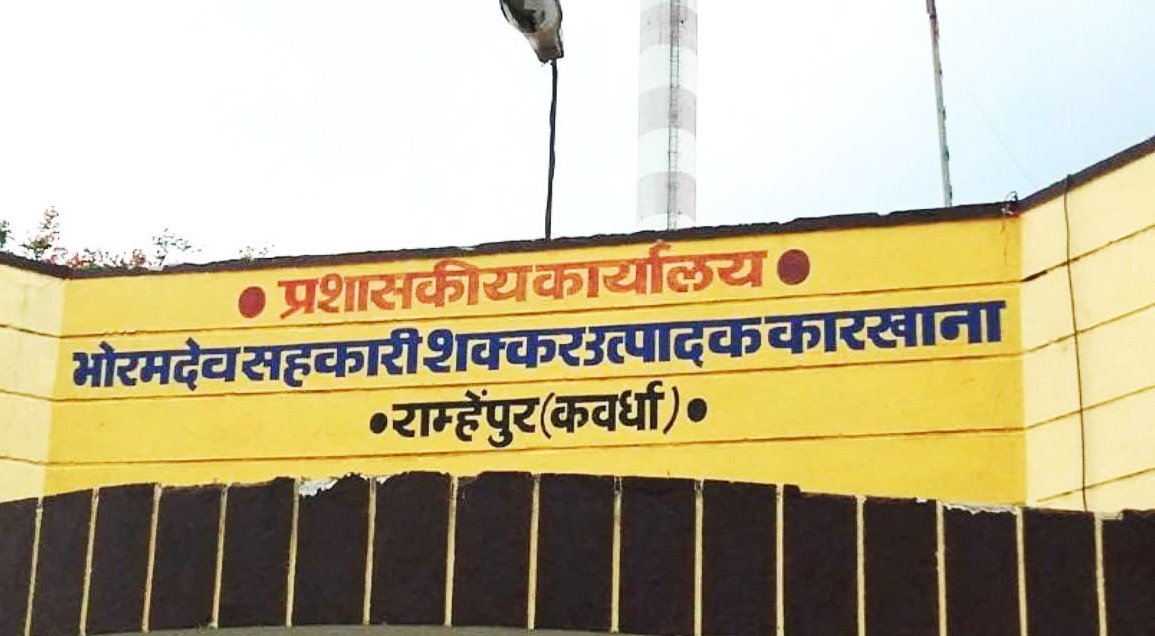 • प्रशासकीय कार्यालय •
भोरमदेव सहकारी शक्कर उत्पादक कारखाना
• राम्हेंपुर (कवर्धा) •